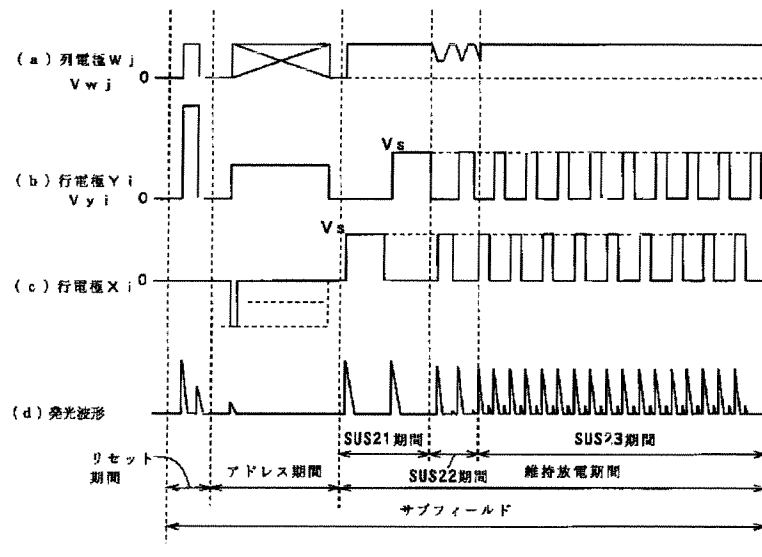 (a) 列電極Wj
Vwj
0
Vs
(b) 行電極Yi
Vyi
0
Vs
0
(c) 行電極Xi
(d) 発光波形
SUS21期間
SUS23期間
リセット
期間
アドレス期間
SUS22期間
維持放電期間
サブフィールド